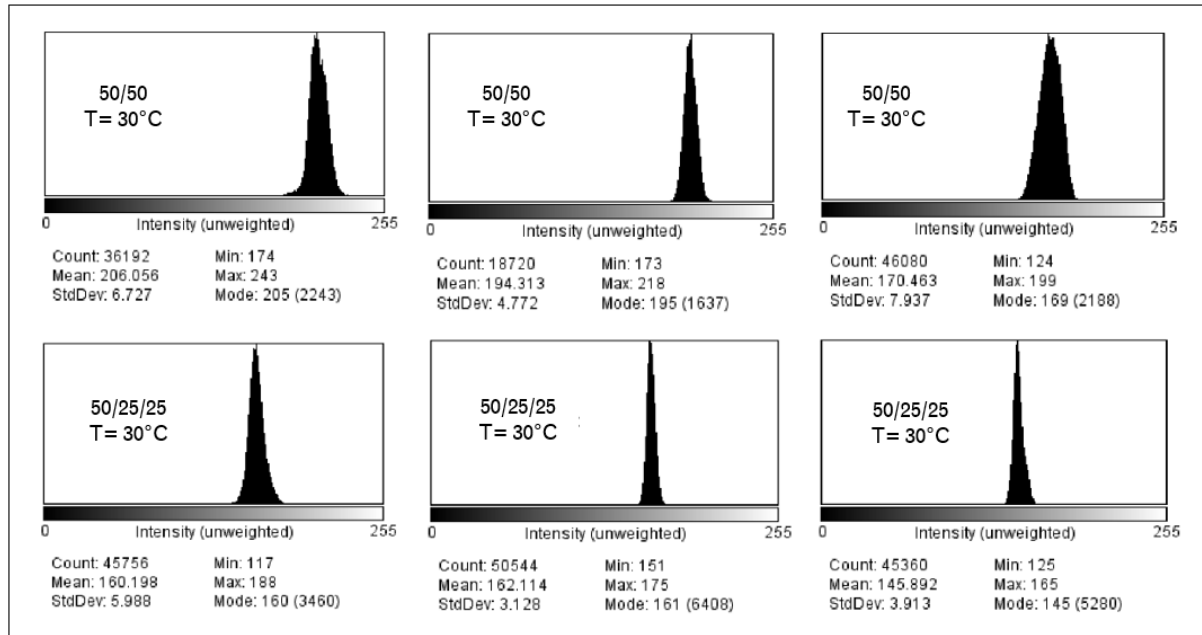 50/50
T= 30°C
0 Intensity (unweighted) 255
Count: 36192 Min: 174
Mean: 206.056 Max: 243
StdDev: 6.727 Mode: 205 (2243)
50/50
T= 30°C
0 Intensity (unweighted) 255
Count: 18720 Min: 173
Mean: 194.313 Max: 218
StdDev: 4.772 Mode: 195 (1637)
50/50
T= 30°C
0 Intensity (unweighted) 255
Count: 46080 Min: 124
Mean: 170.463 Max: 199
StdDev: 7.937 Mode: 169 (2188)
50/25/25
T= 30°C
0 Intensity (unweighted) 255
Count: 45756 Min: 117
Mean: 160.198 Max: 188
StdDev: 5.988 Mode: 160 (3460)
50/25/25
T= 30°C
0 Intensity (unweighted) 255
Count: 50544 Min: 151
Mean: 162.114 Max: 175
StdDev: 3.128 Mode: 161 (6408)
50/25/25
T= 30°C
0 Intensity (unweighted) 255
Count: 45360 Min: 125
Mean: 145.892 Max: 165
StdDev: 3.913 Mode: 145 (5280)